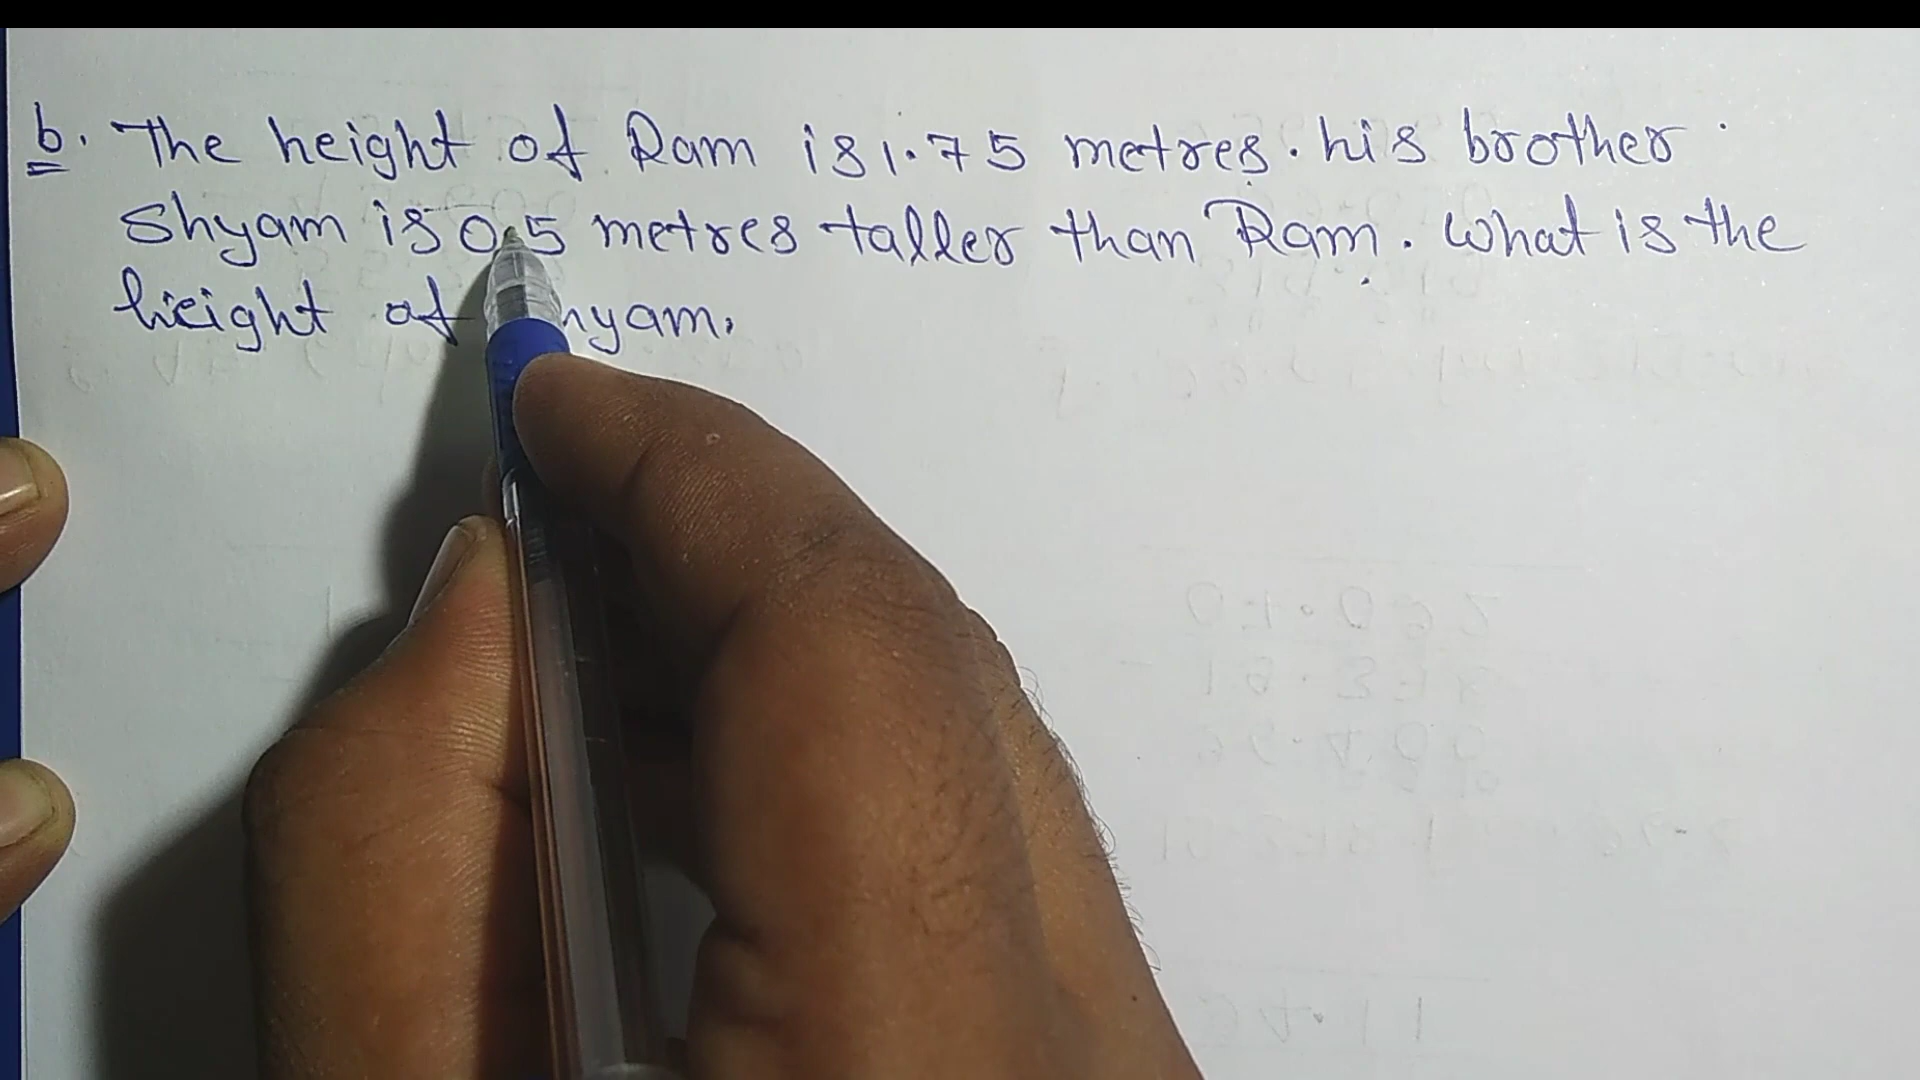 b. The height of Ram is 1.75 metres. his brother
Shyam is 0.5 metres taller than Ram. What is the
height of hyam.